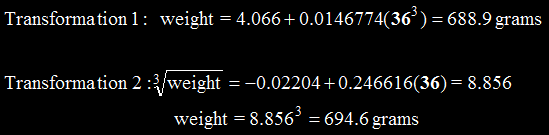 Transformation 1: weight = 4.066 + 0.0146774(36³) = 688.9 grams
Transformation 2 : ∛weight = −0.02204 + 0.246616(36) = 8.856
weight = 8.856³ = 694.6 grams